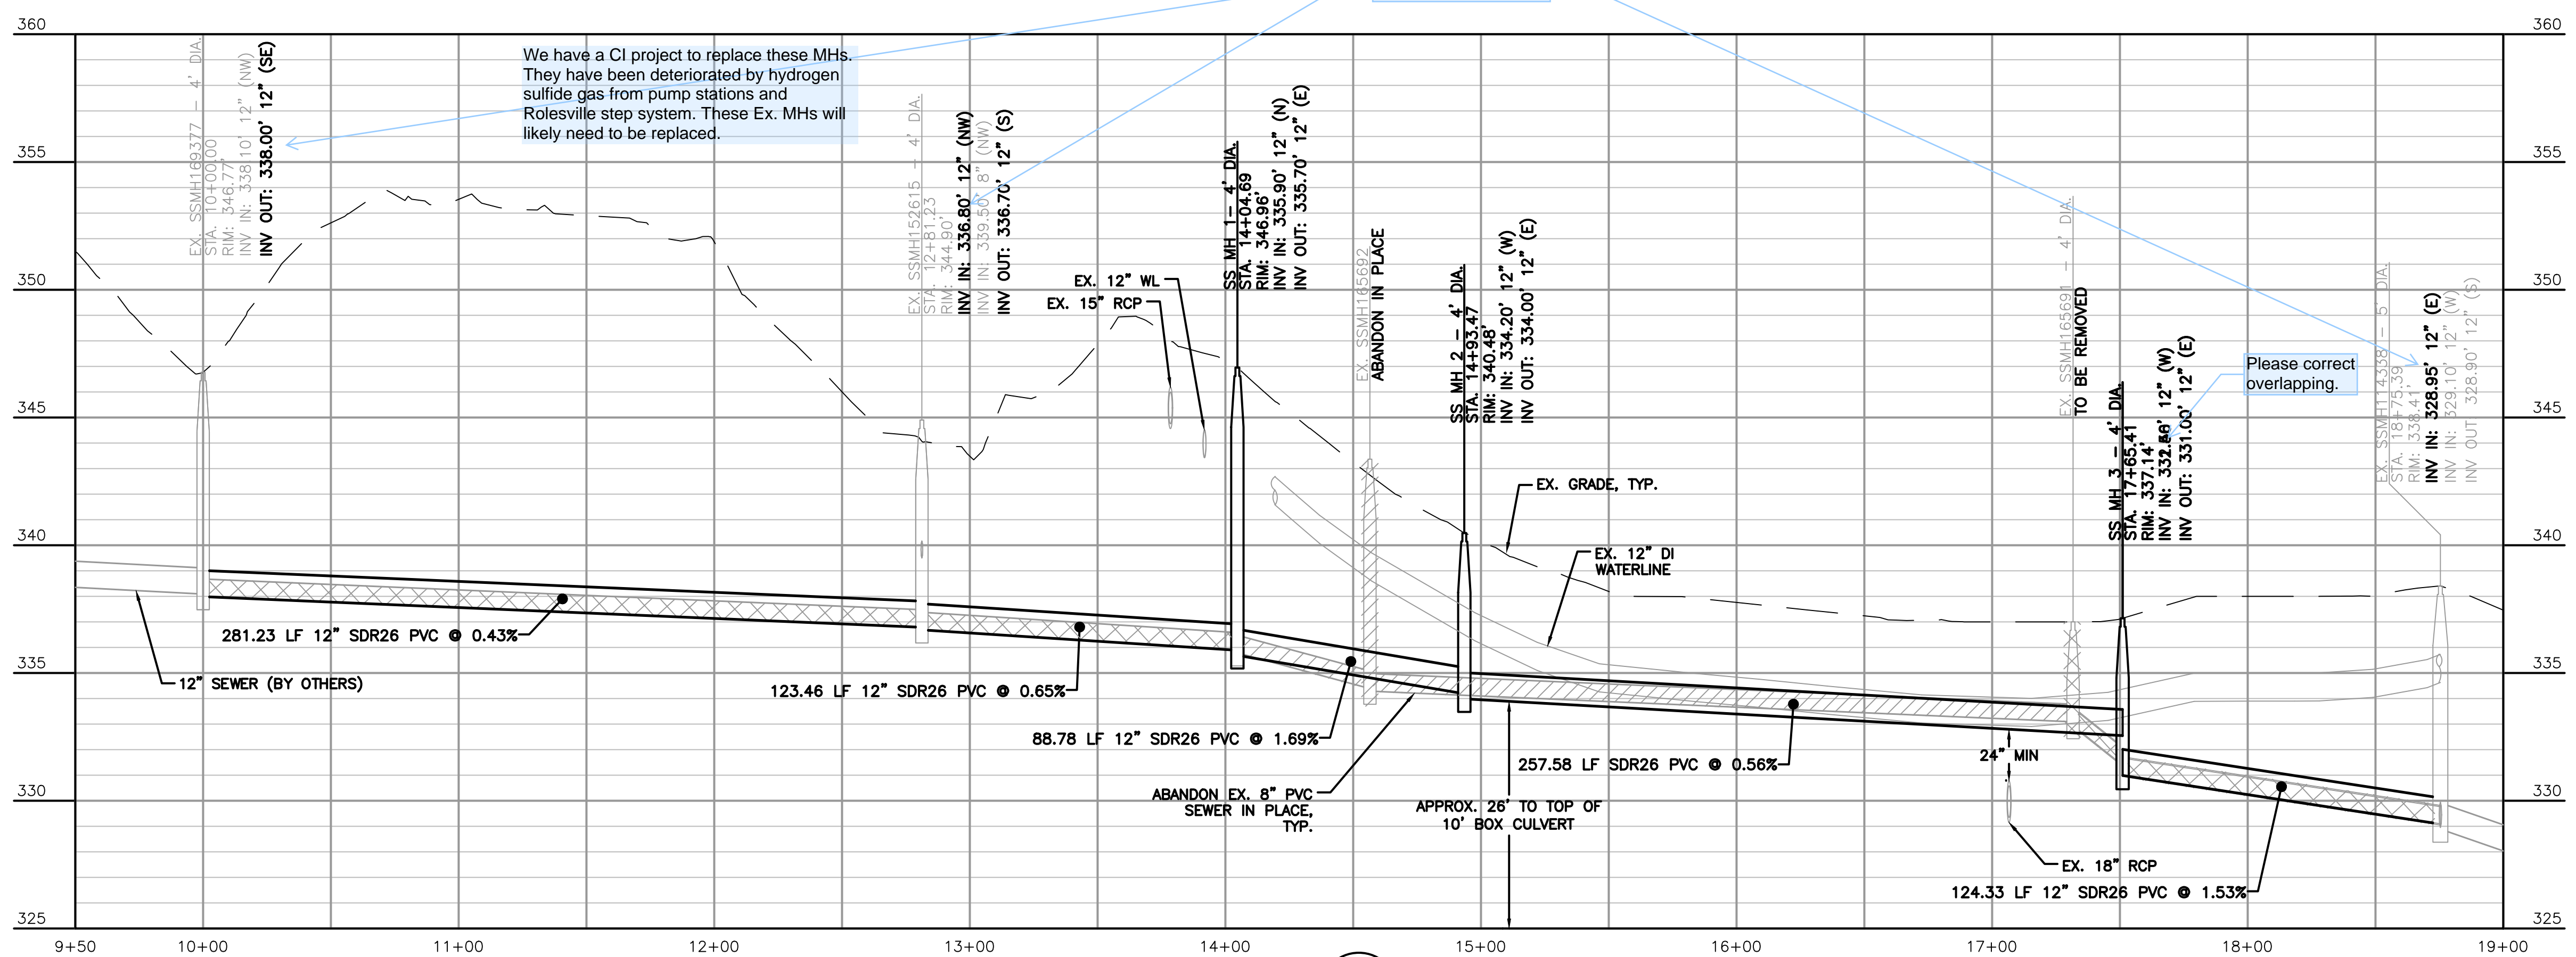 360
360
355
355
350
350
345
345
340
340
335
335
330
330
325
325
We have a CI project to replace these MHs.
They have been deteriorated by hydrogen
sulfide gas from pump stations and
Rolesville step system. These Ex. MHs will
likely need to be replaced.
EX. SSMH169377 - 4' DIA.
STA. 10+00.00
RIM: 346.77'
INV IN: 338.10' 12" (NW)
INV OUT: 338.00' 12" (SE)
EX. SSMH152615 - 4' DIA.
STA. 12+81.23
RIM: 344.90'
INV IN: 336.80' 12" (NW)
INV IN: 339.50' 8" (NW)
INV OUT: 336.70' 12" (S)
EX. 12" WL
EX. 15" RCP
SS MH 1- 4' DIA.
STA. 14+04.69
RIM: 346.96'
INV IN: 335.90' 12" (N)
INV OUT: 335.70' 12" (E)
EX. SSMH165692
ABANDON IN PLACE
SS MH 2 - 4' DIA.
STA. 14+93.47
RIM: 340.48'
INV IN: 334.20' 12" (W)
INV OUT: 334.00' 12" (E)
EX. GRADE, TYP.
EX. 12" DI
WATERLINE
EX. SSMH165691 - 4' DIA.
TO BE REMOVED
SS MH 3 - 4' DIA.
STA. 17+65.41
RIM: 337.14'
INV IN: 12" (W)
INV OUT: 331.00' 12" (E)
Please correct
overlapping.
EX. SSMH114338 - 5' DIA.
STA. 18+75.39
RIM: 338.41'
INV IN: 328.95' 12" (E)
INV IN: 329.10' 12" (W)
INV OUT: 328.90' 12" (S)
281.23 LF 12" SDR26 PVC @ 0.43%
12" SEWER (BY OTHERS)
123.46 LF 12" SDR26 PVC @ 0.65%
88.78 LF 12" SDR26 PVC @ 1.69%
ABANDON EX. 8" PVC
SEWER IN PLACE,
TYP.
257.58 LF SDR26 PVC @ 0.56%
APPROX. 26' TO TOP OF
10' BOX CULVERT
24" MIN
EX. 18" RCP
124.33 LF 12" SDR26 PVC @ 1.53%
9+50
10+00
11+00
12+00
13+00
14+00
15+00
16+00
17+00
18+00
19+00